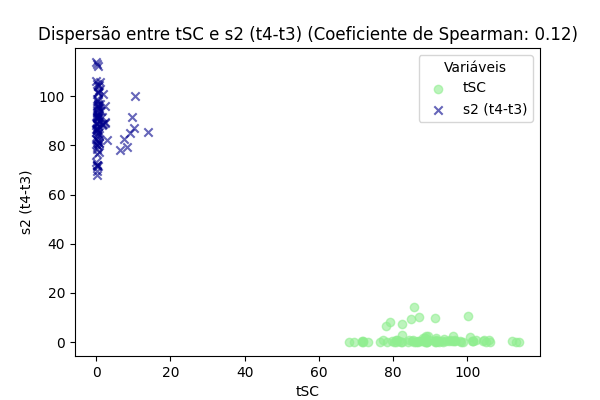 Dispersão entre tSC e s2 (t4-t3) (Coeficiente de Spearman: 0.12)
Variáveis
tSC
s2 (t4-t3)
s2 (t4-t3)
100
80
60
40
20
0
0 20 40 60 80 100
tSC